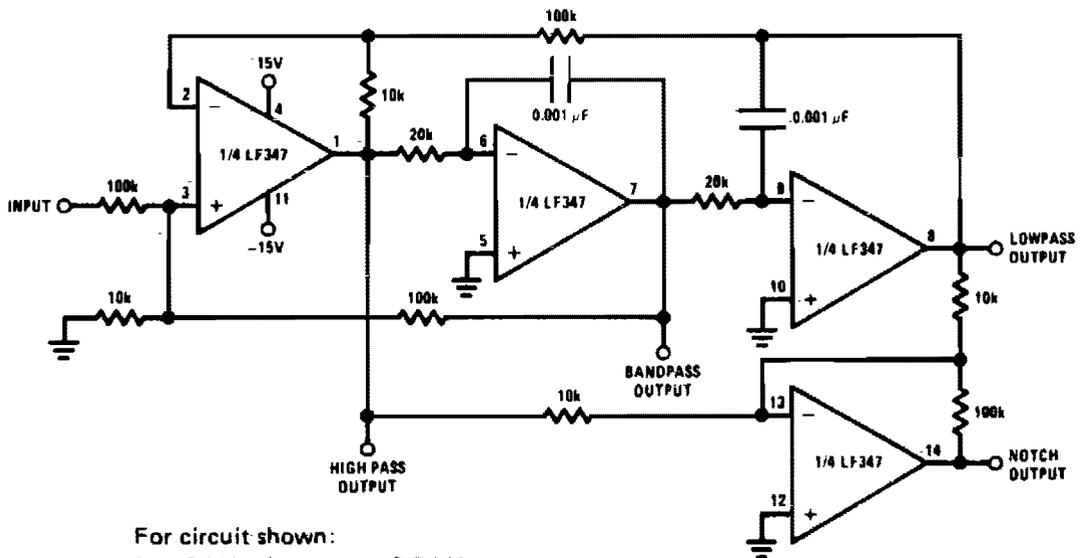 100k
15V
4
2
−
10k
0.001 μF
0.001 μF
20k
6
−
1
1/4 LF347
100k
3
INPUT
+
11
−15V
1/4 LF347
7
20k
9
−
5
+
1/4 LF347
8
LOWPASS
OUTPUT
10k
100k
10
+
10k
BANDPASS
OUTPUT
10k
13
−
100k
1/4 LF347
14
NOTCH
OUTPUT
HIGH PASS
OUTPUT
12
+
For circuit shown: